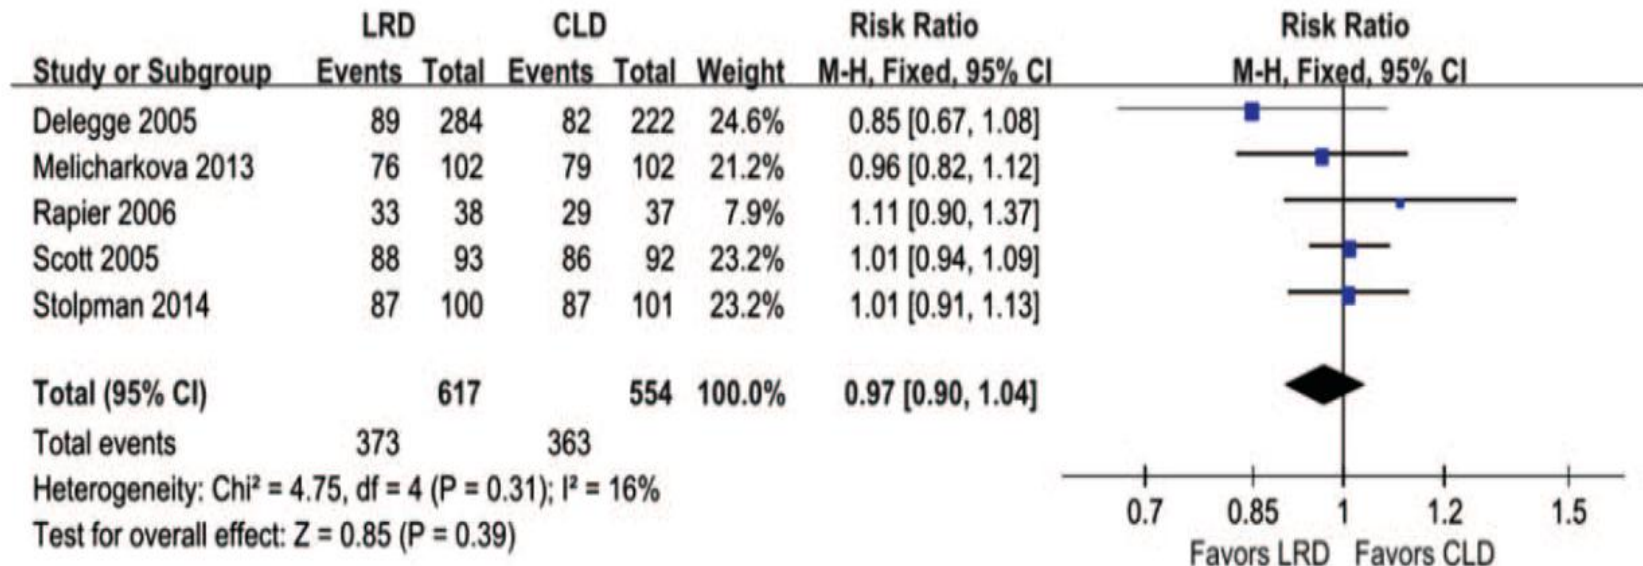 LRD CLD Risk Ratio Risk Ratio
Study or Subgroup Events Total Events Total Weight M-H, Fixed, 95% CI M-H, Fixed, 95% CI
Delegge 2005 89 284 82 222 24.6% 0.85 [0.67, 1.08]
Melicharkova 2013 76 102 79 102 21.2% 0.96 [0.82, 1.12]
Rapier 2006 33 38 29 37 7.9% 1.11 [0.90, 1.37]
Scott 2005 88 93 86 92 23.2% 1.01 [0.94, 1.09]
Stolpman 2014 87 100 87 101 23.2% 1.01 [0.91, 1.13]
Total (95% CI) 617 554 100.0% 0.97 [0.90, 1.04]
Total events 373 363
Heterogeneity: Chi² = 4.75, df = 4 (P = 0.31); I² = 16%
Test for overall effect: Z = 0.85 (P = 0.39)
0.7 0.85 1 1.2 1.5
Favors LRD Favors CLD